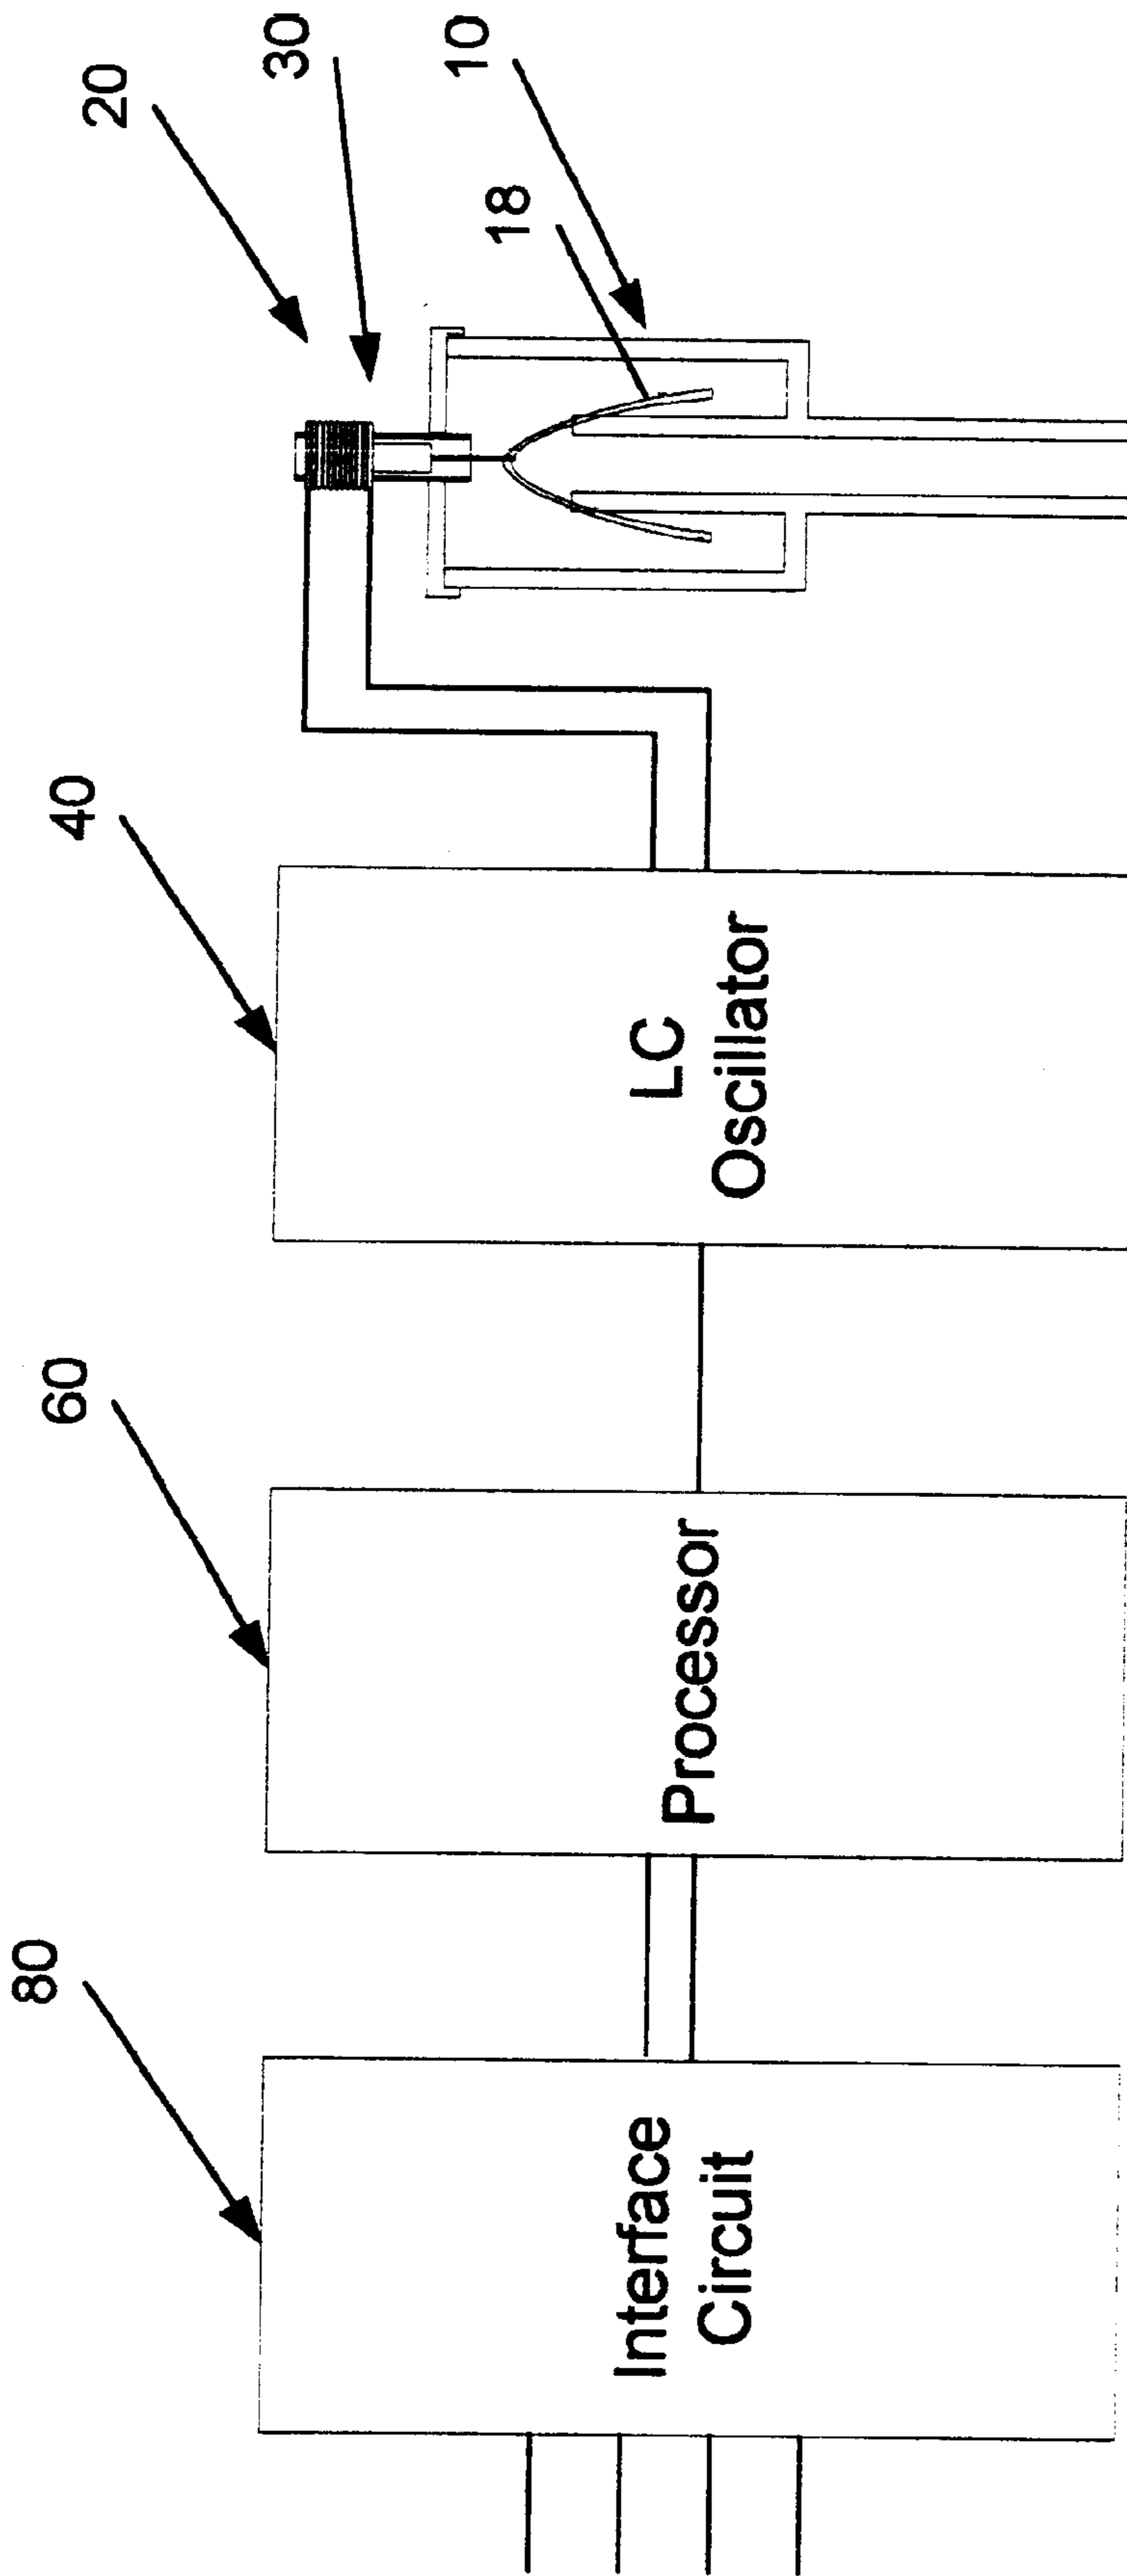 80
60
40
20
30
18
10
Interface
Circuit
Processor
LC
Oscillator